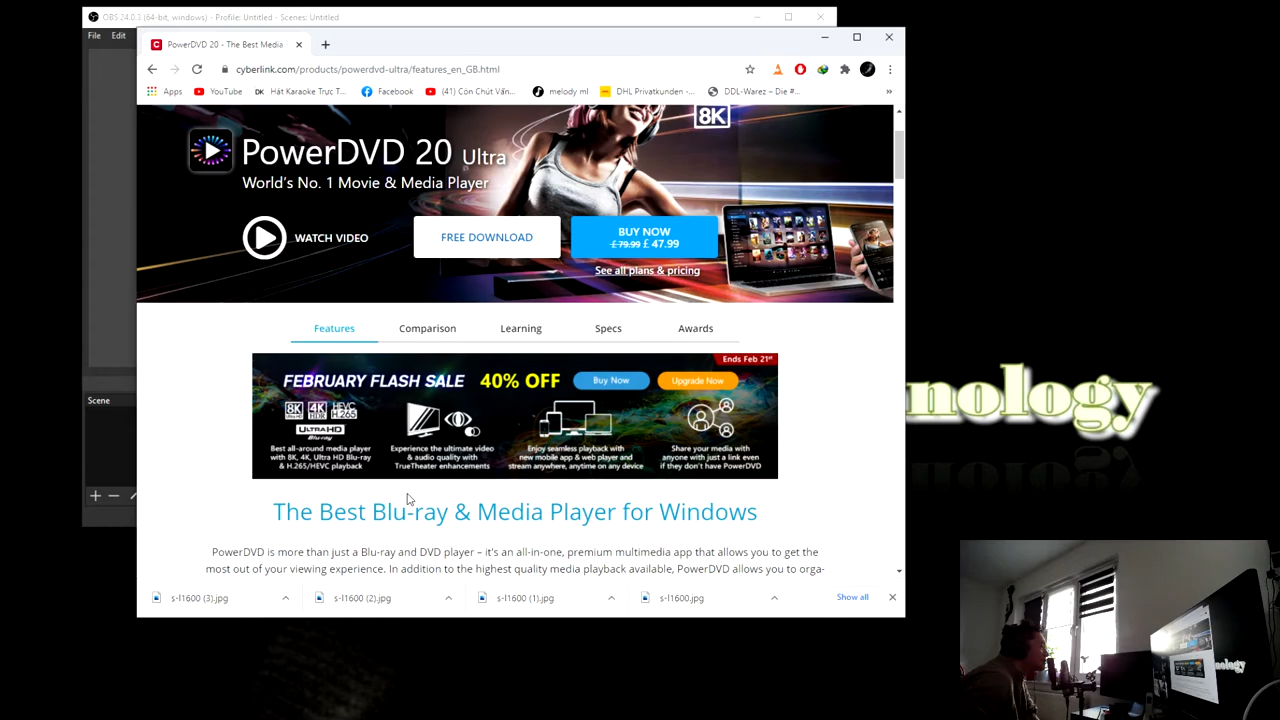 OBS 24.0.3 (64-bit, windows) - Profile: Untitled - Scenes: Untitled
File Edit
PowerDVD 20 - The Best Media
cyberlink.com/products/powerdvd-ultra/features_en_GB.html
Apps YouTube Hát Karaoke Trực T... Facebook (41) Còn Chút Vấn... melody ml DHL Privatkunden -... DDL-Warez – Die #... »
8K
PowerDVD 20 Ultra
World's No. 1 Movie & Media Player
WATCH VIDEO
FREE DOWNLOAD
BUY NOW
£ 79.99 £ 47.99
See all plans & pricing
Features Comparison Learning Specs Awards
Ends Feb 21st
FEBRUARY FLASH SALE 40% OFF Buy Now Upgrade Now
8K 4K HDR HEVC H.265
ULTRA HD Blu-ray
Best all-around media player
with 8K, 4K, Ultra HD Blu-ray
& H.265/HEVC playback
Experience the ultimate video
& audio quality with
TrueTheater enhancements
Enjoy seamless playback with
new mobile app & web player and
stream anywhere, anytime on any device
Share your media with
anyone with just a link even
if they don't have PowerDVD
The Best Blu-ray & Media Player for Windows
PowerDVD is more than just a Blu-ray and DVD player – it's an all-in-one, premium multimedia app that allows you to get the
most out of your viewing experience. In addition to the highest quality media playback available, PowerDVD allows you to orga-
Scene
nology
s-l1600 (3).jpg s-l1600 (2).jpg s-l1600 (1).jpg s-l1600.jpg Show all
nology